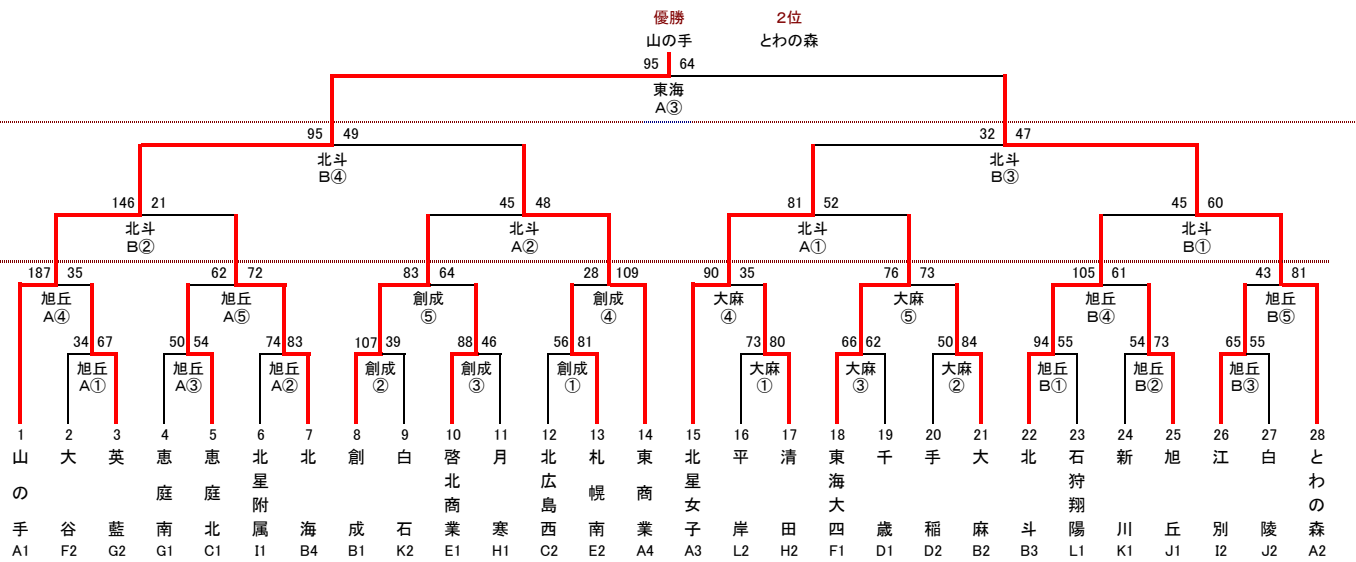 優勝 2位
山の手 とわの森
95 64
東海
A③
95 49 32 47
北斗 北斗
B④ B③
146 21 45 48 81 52 45 60
北斗 北斗 北斗 北斗
B② A② A① B①
187 35 62 72 83 64 28 109 90 35 76 73 105 61 43 81
旭丘 旭丘 創成 創成 大麻 大麻 旭丘 旭丘
A④ A⑤ ⑤ ④ ④ ⑤ B④ B⑤
34 67 50 54 74 83 107 39 88 46 56 81 73 80 66 62 50 84 94 55 54 73 65 55
旭丘 旭丘 旭丘 創成 創成 創成 大麻 大麻 大麻 旭丘 旭丘 旭丘
A① A③ A② ② ③ ① ① ③ ② B① B② B③
1 2 3 4 5 6 7 8 9 10 11 12 13 14 15 16 17 18 19 20 21 22 23 24 25 26 27 28
山の手 大谷 英藍 恵庭南 恵庭北 北星附属 北海 創成 白石 啓北商業 月寒 北広島西 札幌南 東商業 北星女子 平岸 清田 東海大四 千歳 手稲 大麻 北斗 石狩翔陽 新川 旭丘 江別 白陵 とわの森
A1 F2 G2 G1 C1 I1 B4 B1 K2 E1 H1 C2 E2 A4 A3 L2 H2 F1 D1 D2 B2 B3 L1 K1 J1 I2 J2 A2